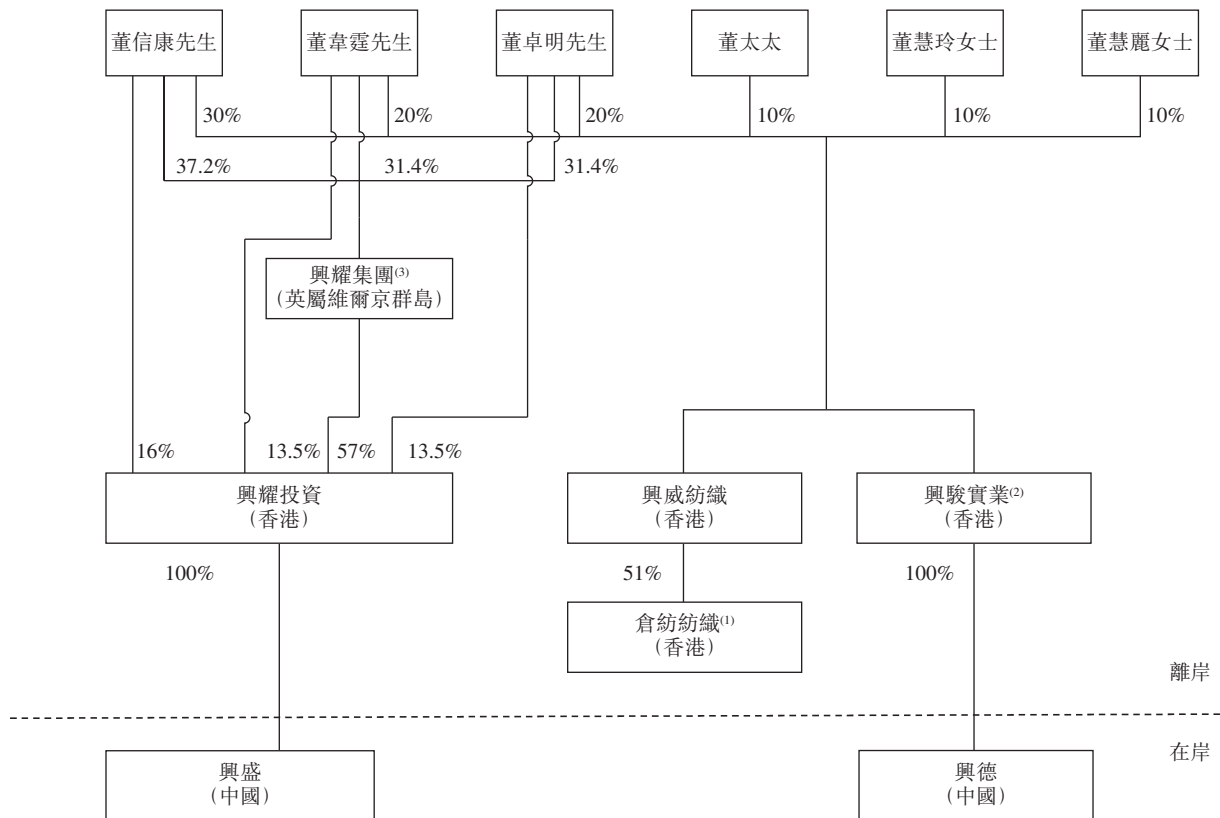 董信康先生
董韋霆先生
董卓明先生
董太太
董慧玲女士
董慧麗女士
30%
20%
20%
10%
10%
10%
37.2%
31.4%
31.4%
興耀集團(3)
（英屬維爾京群島）
16%
13.5%
57%
13.5%
興耀投資
（香港）
興威紡織
（香港）
興駿實業(2)
（香港）
100%
51%
100%
倉紡紡織(1)
（香港）
離岸
在岸
興盛
（中國）
興德
（中國）